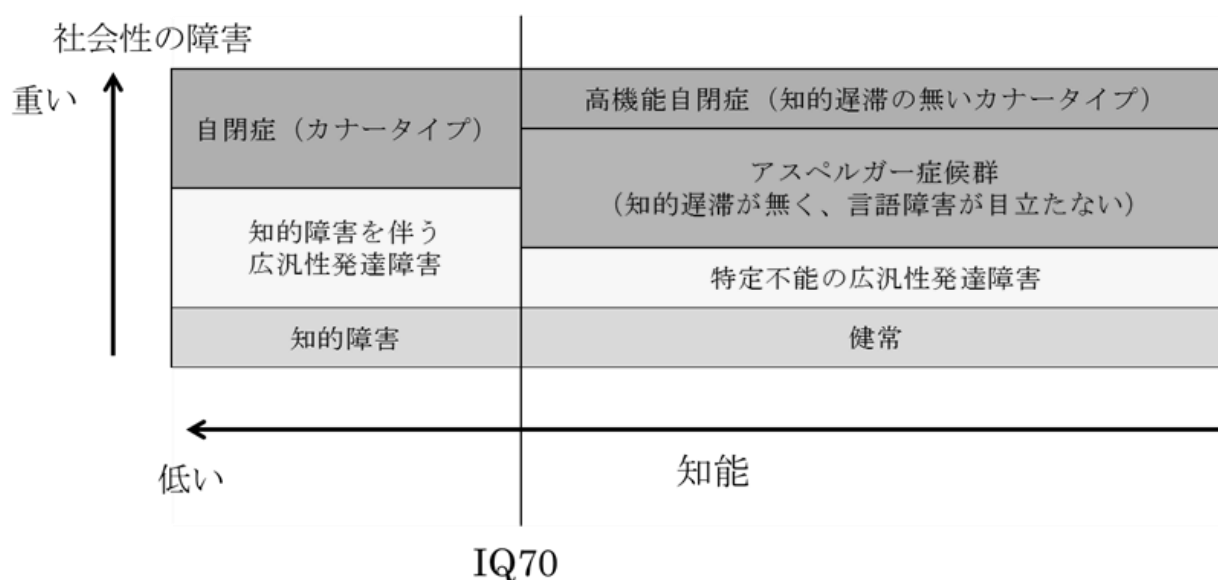 社会性の障害
重い
自閉症（カナータイプ）
高機能自閉症（知的遅滞の無いカナータイプ）
アスペルガー症候群
（知的遅滞が無く、言語障害が目立たない）
知的障害を伴う
広汎性発達障害
特定不能の広汎性発達障害
知的障害
健常
低い
知能
IQ70